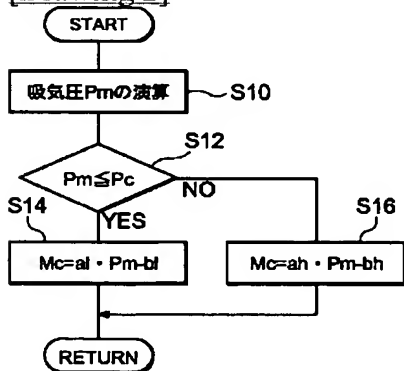 START
吸気圧Pmの演算
S10
S12
Pm≦Pc
NO
S14
YES
S16
Mc=al・Pm-bl
Mc=ah・Pm-bh
RETURN